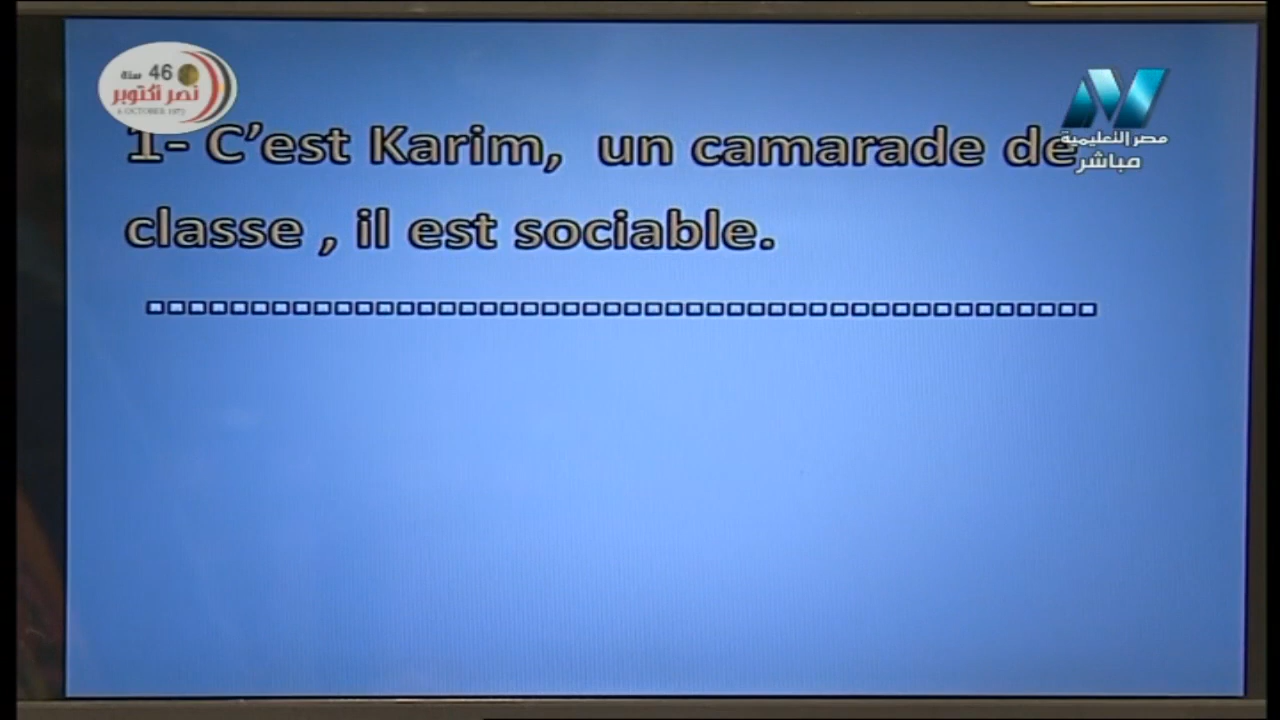 46 سنة
نصر أكتوبر
6 OCTOBER 1973
مصر التعليمية
مباشر
1- C'est Karim, un camarade de
classe , il est sociable.